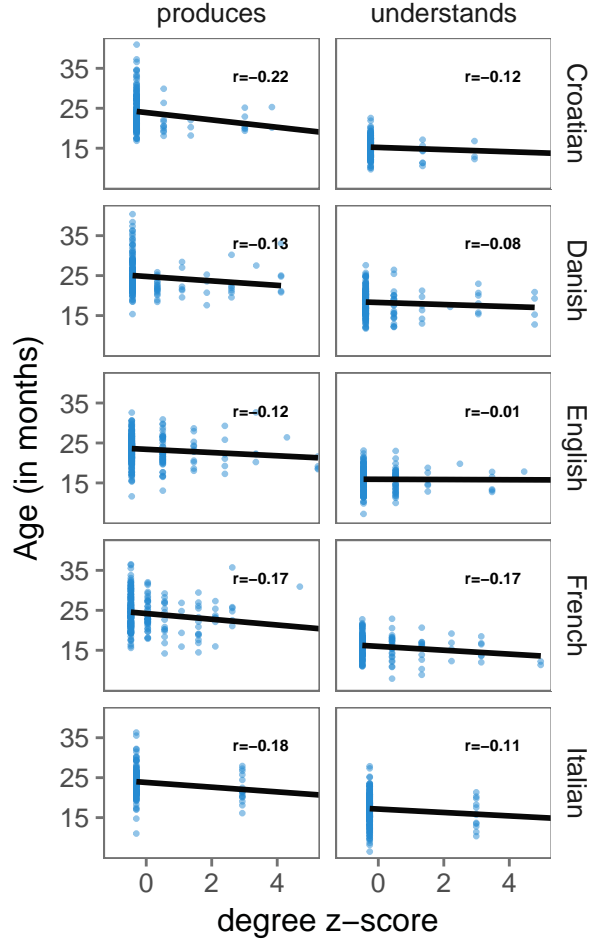 produces understands
35
25
15
r=−0.22
r=−0.12
Croatian
35
25
15
r=−0.13
r=−0.08
Danish
35
25
15
r=−0.12
r=−0.01
English
35
25
15
r=−0.17
r=−0.17
French
35
25
15
r=−0.18
r=−0.11
Italian
Age (in months)
0 2 4 0 2 4
degree z−score